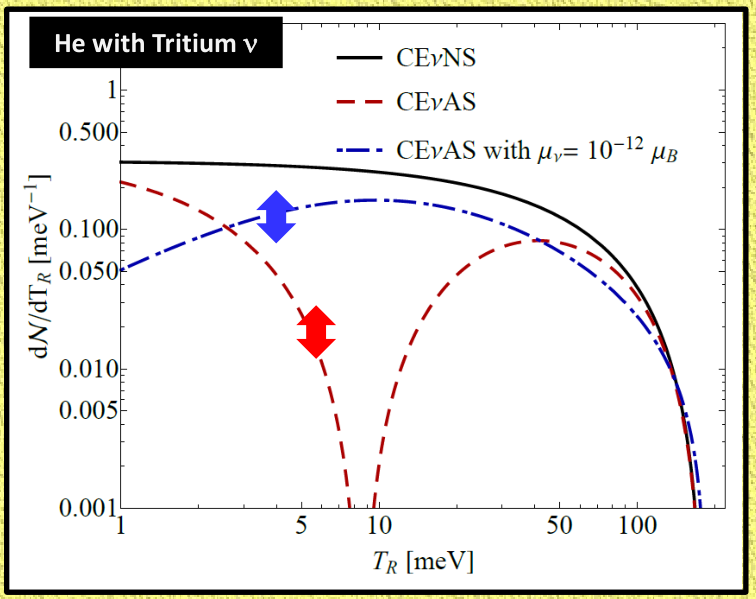 He with Tritium ν
CEνNS
CEνAS
CEνAS with μν= 10⁻¹² μB
1
0.500
0.100
0.050
0.010
0.005
0.001
dN/dTR [meV⁻¹]
1
5
10
50
100
TR [meV]